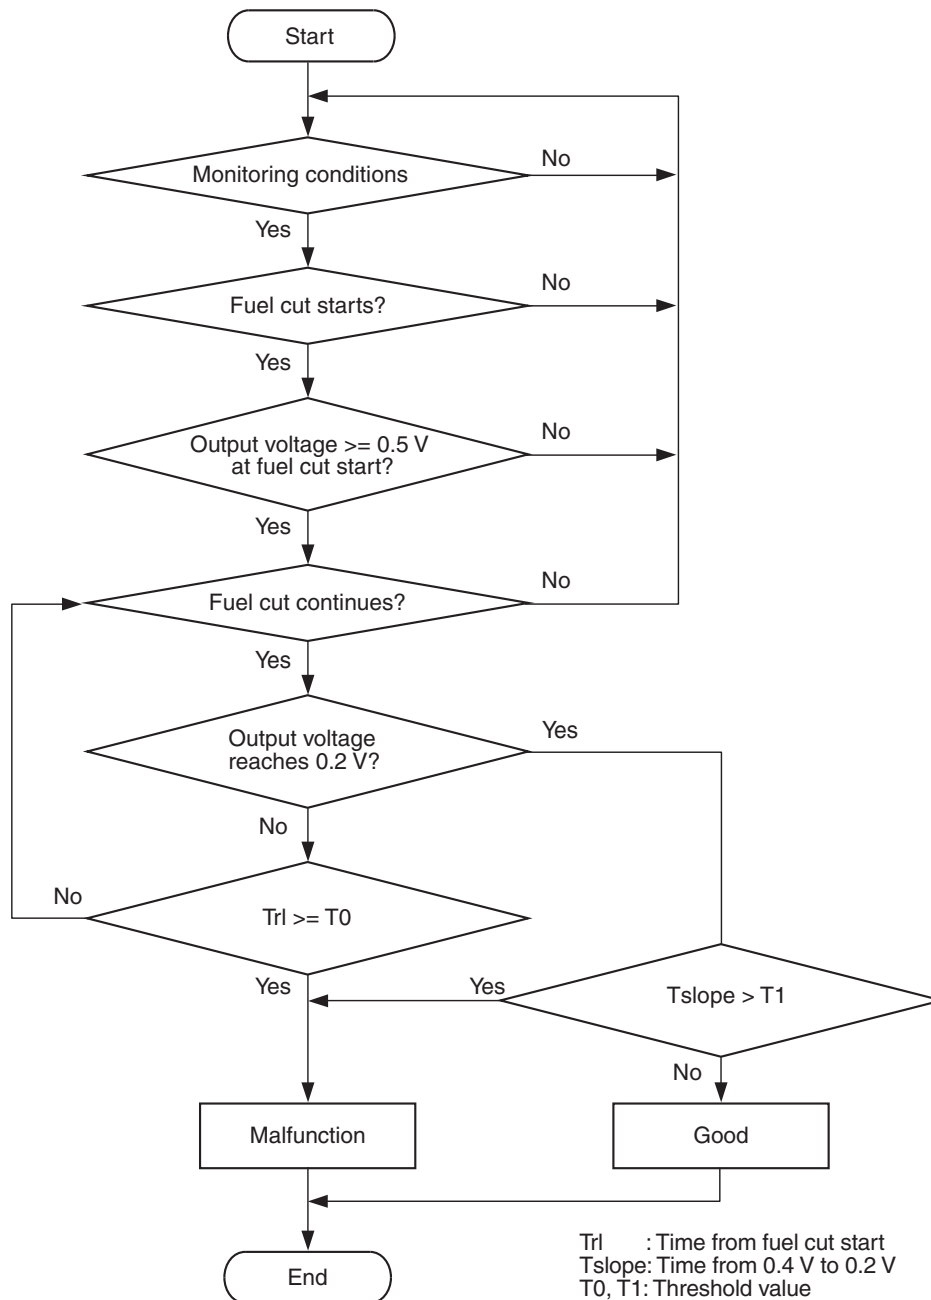 Start
Monitoring conditions
No
Yes
Fuel cut starts?
No
Yes
Output voltage >= 0.5 V
at fuel cut start?
No
Yes
Fuel cut continues?
No
Yes
Output voltage
reaches 0.2 V?
Yes
No
Trl >= T0
No
Yes
Tslope > T1
Yes
No
Malfunction
Good
End
Trl : Time from fuel cut start
Tslope: Time from 0.4 V to 0.2 V
T0, T1: Threshold value